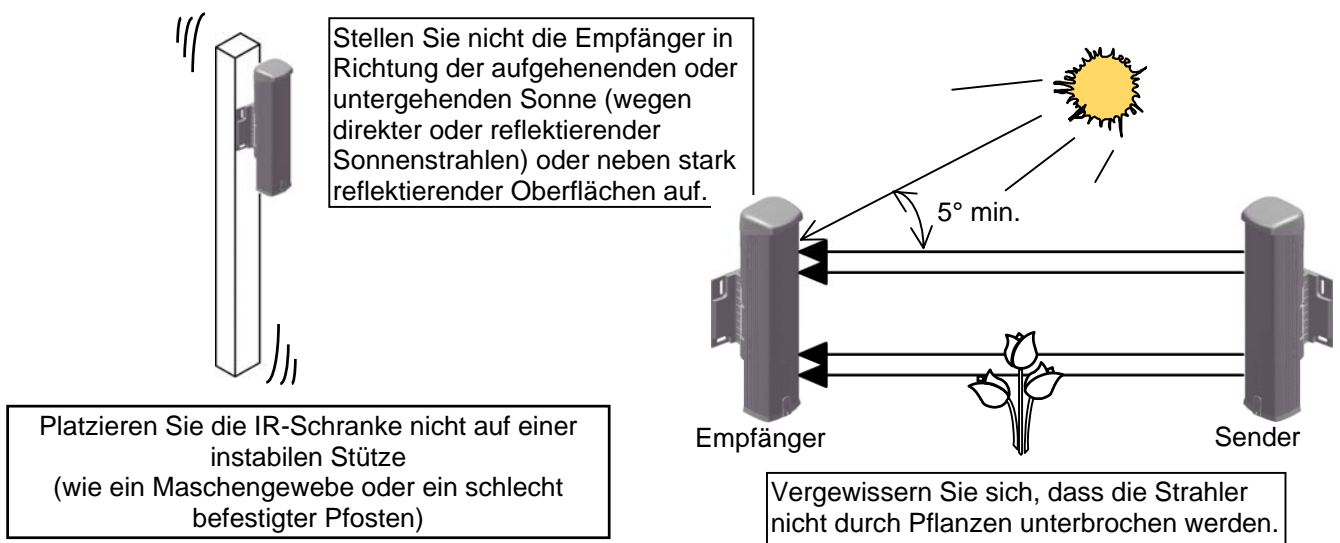 Stellen Sie nicht die Empfänger in
Richtung der aufgehenenden oder
untergehenden Sonne (wegen
direkter oder reflektierender
Sonnenstrahlen) oder neben stark
reflektierender Oberflächen auf.
5° min.
Empfänger
Sender
Platzieren Sie die IR-Schranke nicht auf einer
instabilen Stütze
(wie ein Maschengewebe oder ein schlecht
befestigter Pfosten)
Vergewissern Sie sich, dass die Strahler
nicht durch Pflanzen unterbrochen werden.